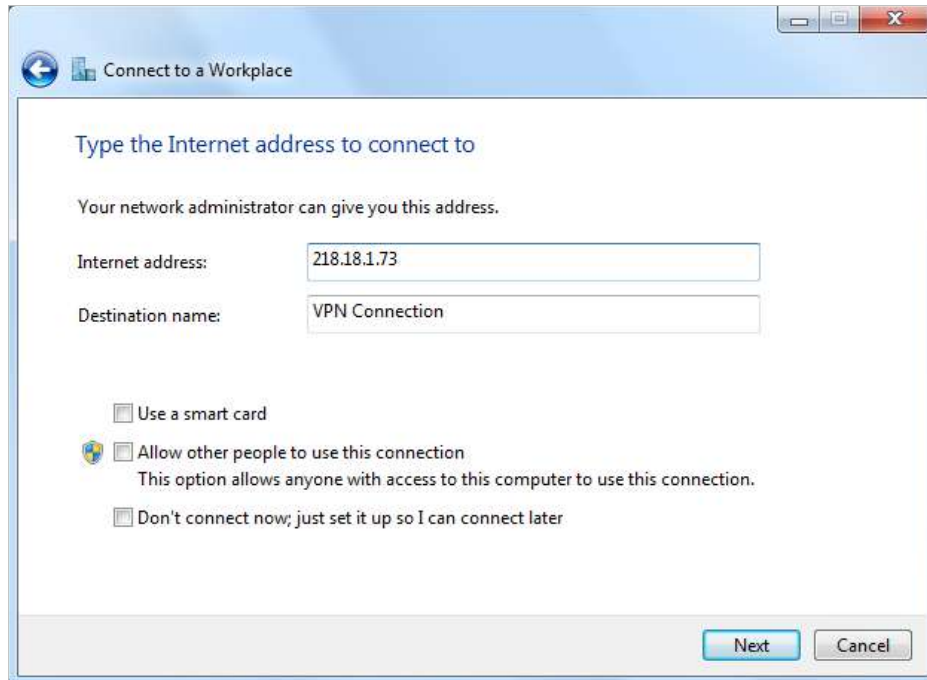 Connect to a Workplace
Type the Internet address to connect to
Your network administrator can give you this address.
Internet address: 218.18.1.73
Destination name: VPN Connection
Use a smart card
Allow other people to use this connection
This option allows anyone with access to this computer to use this connection.
Don't connect now; just set it up so I can connect later
Next Cancel